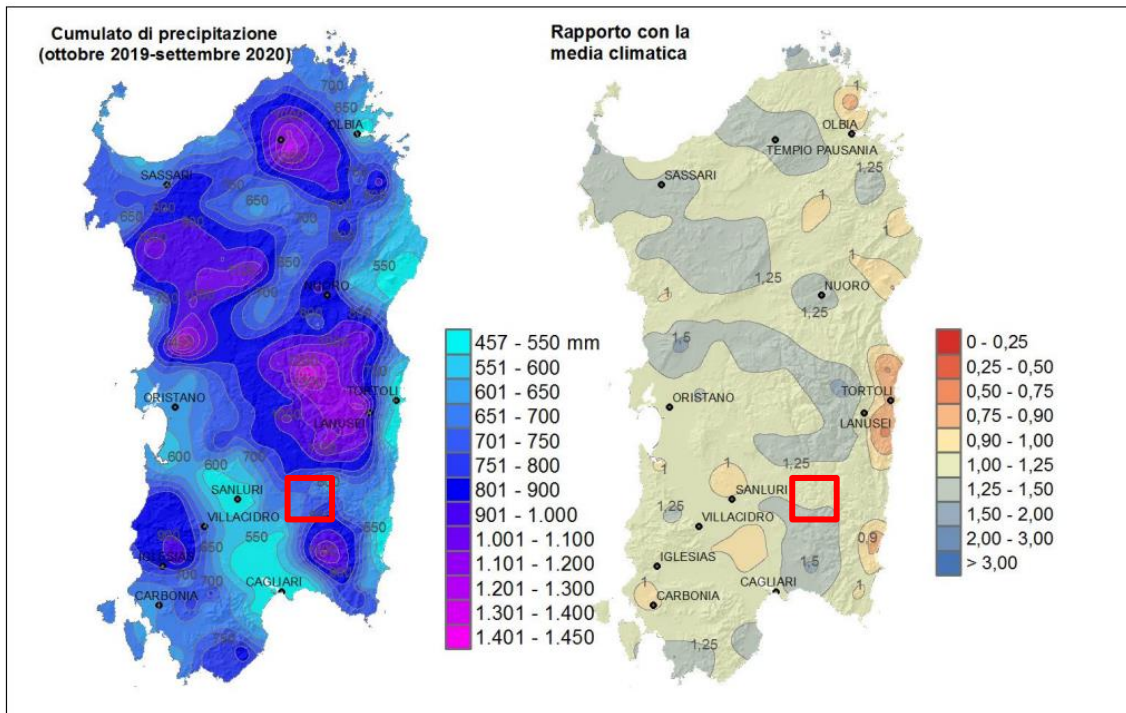 Cumulato di precipitazione
(ottobre 2019-settembre 2020)
700
650
OLBIA
SASSARI
650
700
550
NUORO
ORISTANO
TORTOLI
LANUSEI
600
600
700
SANLURI
VILLACIDRO
550
550
IGLESIAS
700
CAGLIARI
CARBONIA
457 - 550 mm
551 - 600
601 - 650
651 - 700
701 - 750
751 - 800
801 - 900
901 - 1.000
1.001 - 1.100
1.101 - 1.200
1.201 - 1.300
1.301 - 1.400
1.401 - 1.450
Rapporto con la
media climatica
1
OLBIA
TEMPIO PAUSANIA
1,25
SASSARI
1
1
1
1,25
NUORO
1,25
1
1,5
ORISTANO
TORTOLI
LANUSEI
1,25
1
1
SANLURI
1,25
VILLACIDRO
0,9
IGLESIAS
1,5
1
CAGLIARI
1
CARBONIA
1,25
0 - 0,25
0,25 - 0,50
0,50 - 0,75
0,75 - 0,90
0,90 - 1,00
1,00 - 1,25
1,25 - 1,50
1,50 - 2,00
2,00 - 3,00
> 3,00